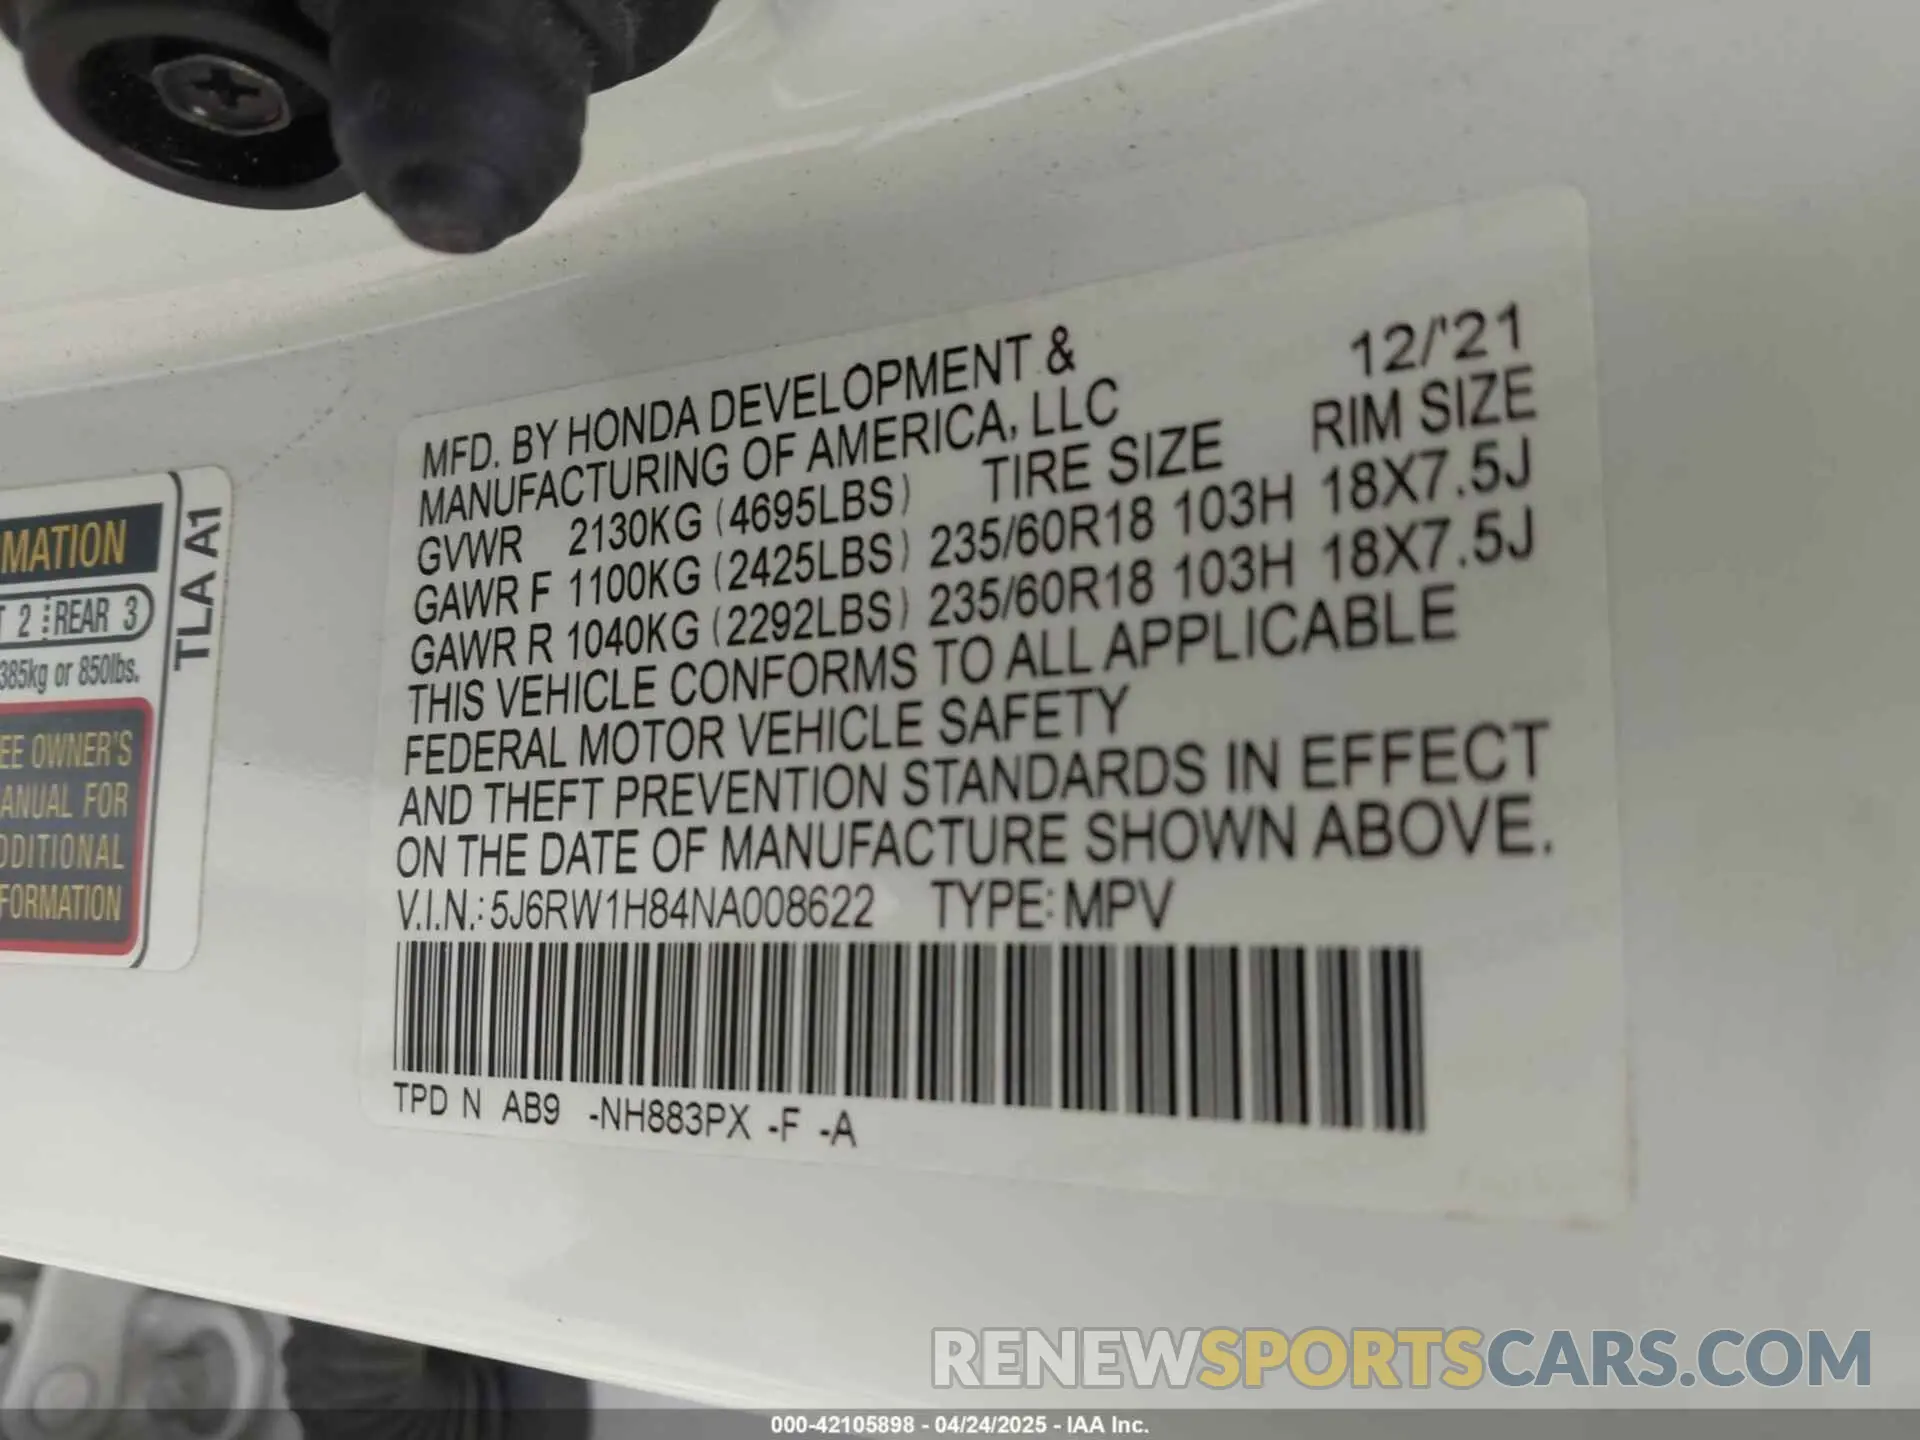 MFD. BY HONDA DEVELOPMENT & 12/'21
MANUFACTURING OF AMERICA, LLC RIM SIZE
GVWR 2130KG (4695LBS) TIRE SIZE
GAWR F 1100KG (2425LBS) 235/60R18 103H 18X7.5J
GAWR R 1040KG (2292LBS) 235/60R18 103H 18X7.5J
THIS VEHICLE CONFORMS TO ALL APPLICABLE
FEDERAL MOTOR VEHICLE SAFETY
AND THEFT PREVENTION STANDARDS IN EFFECT
ON THE DATE OF MANUFACTURE SHOWN ABOVE.
V.I.N.: 5J6RW1H84NA008622 TYPE: MPV
TPD N AB9 -NH883PX -F -A
MATION
T 2 REAR 3
385kg or 850lbs.
EE OWNER'S
ANUAL FOR
DDITIONAL
FORMATION
TLA A1
RENEWSPORTSCARS.COM
000-42105898 - 04/24/2025 - IAA Inc.